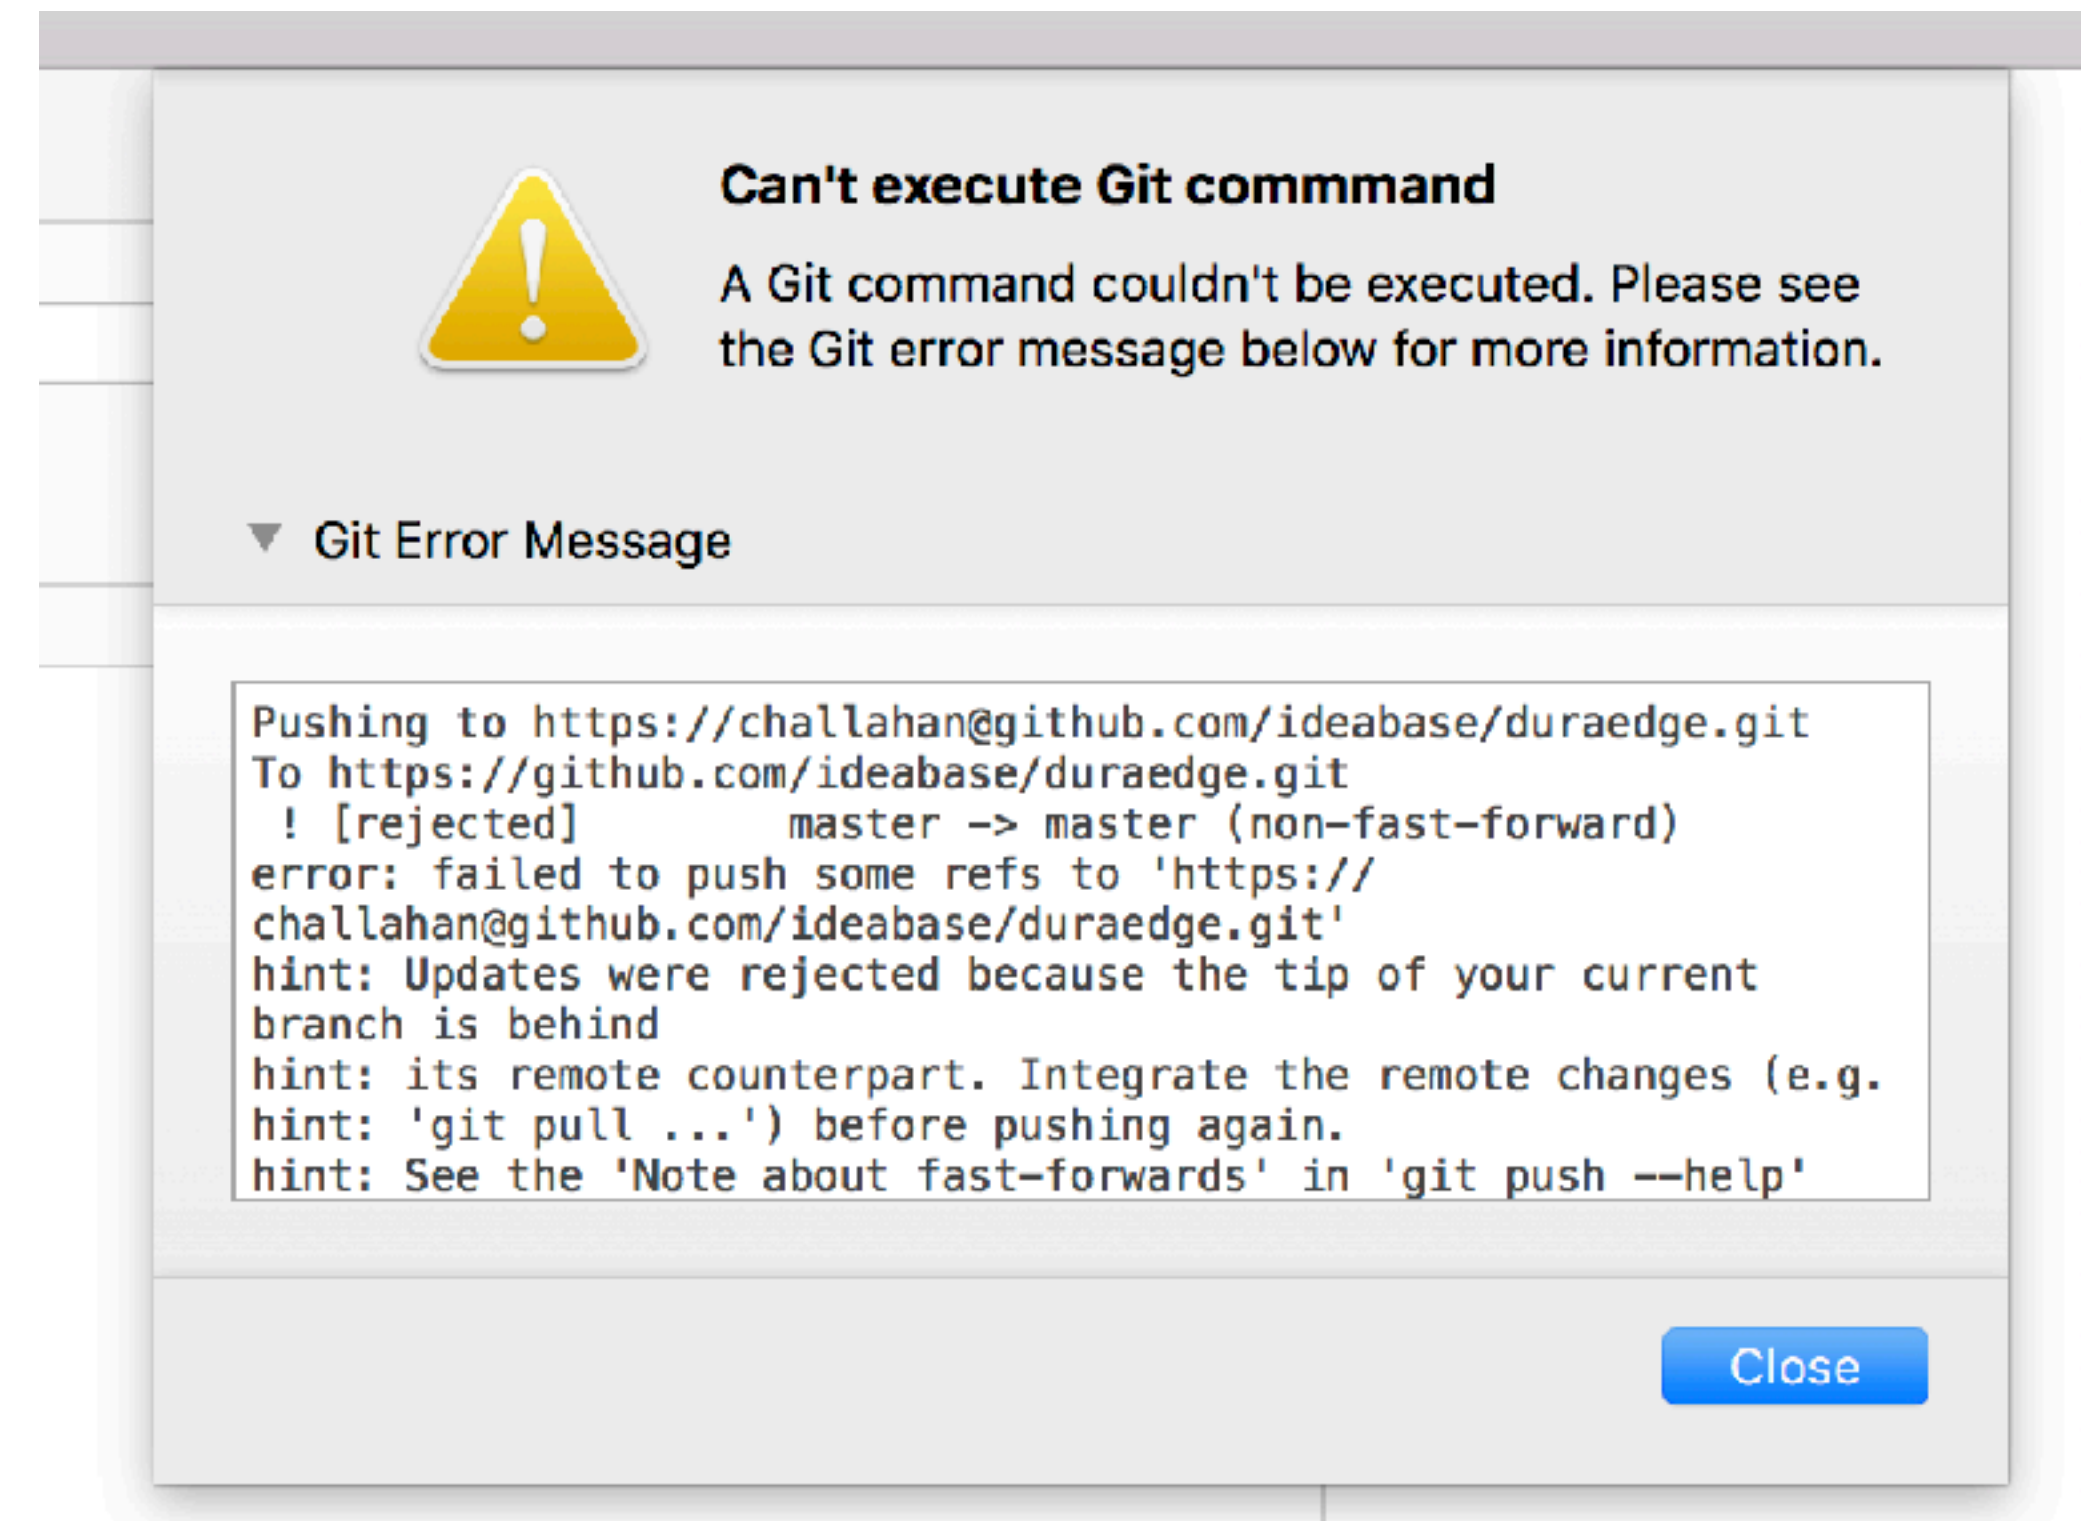 Can't execute Git commmand
A Git command couldn't be executed. Please see
the Git error message below for more information.
Git Error Message
Pushing to https://challahan@github.com/ideabase/duraedge.git
To https://github.com/ideabase/duraedge.git
 ! [rejected]        master -> master (non-fast-forward)
error: failed to push some refs to 'https://
challahan@github.com/ideabase/duraedge.git'
hint: Updates were rejected because the tip of your current
branch is behind
hint: its remote counterpart. Integrate the remote changes (e.g.
hint: 'git pull ...') before pushing again.
hint: See the 'Note about fast-forwards' in 'git push --help'
Close